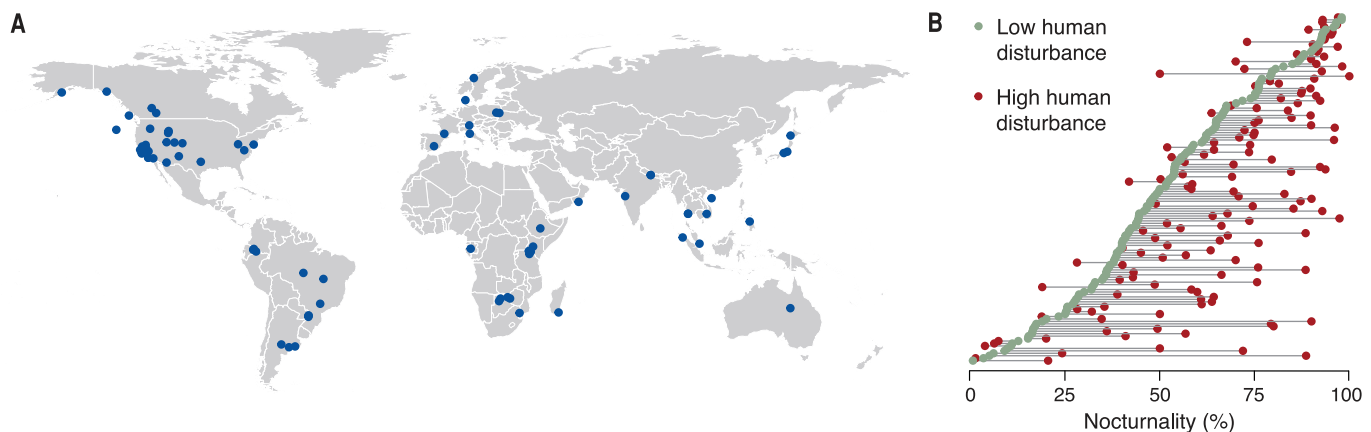 A
B
Low human
disturbance
High human
disturbance
0 25 50 75 100
Nocturnality (%)